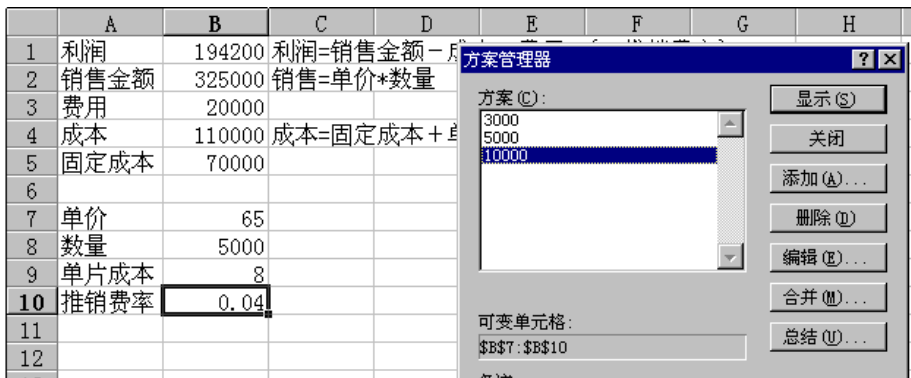 A B C D E F G H
1 利润 194200 利润=销售金额－成
2 销售金额 325000 销售=单价*数量
3 费用 20000
4 成本 110000 成本=固定成本＋单
5 固定成本 70000
6
7 单价 65
8 数量 5000
9 单片成本 8
10 推销费率 0.04
11
12
方案管理器
方案(C):
3000
5000
10000
显示(S)
关闭
添加(A)...
删除(D)
编辑(E)...
合并(M)...
总结(U)...
可变单元格:
$B$7:$B$10